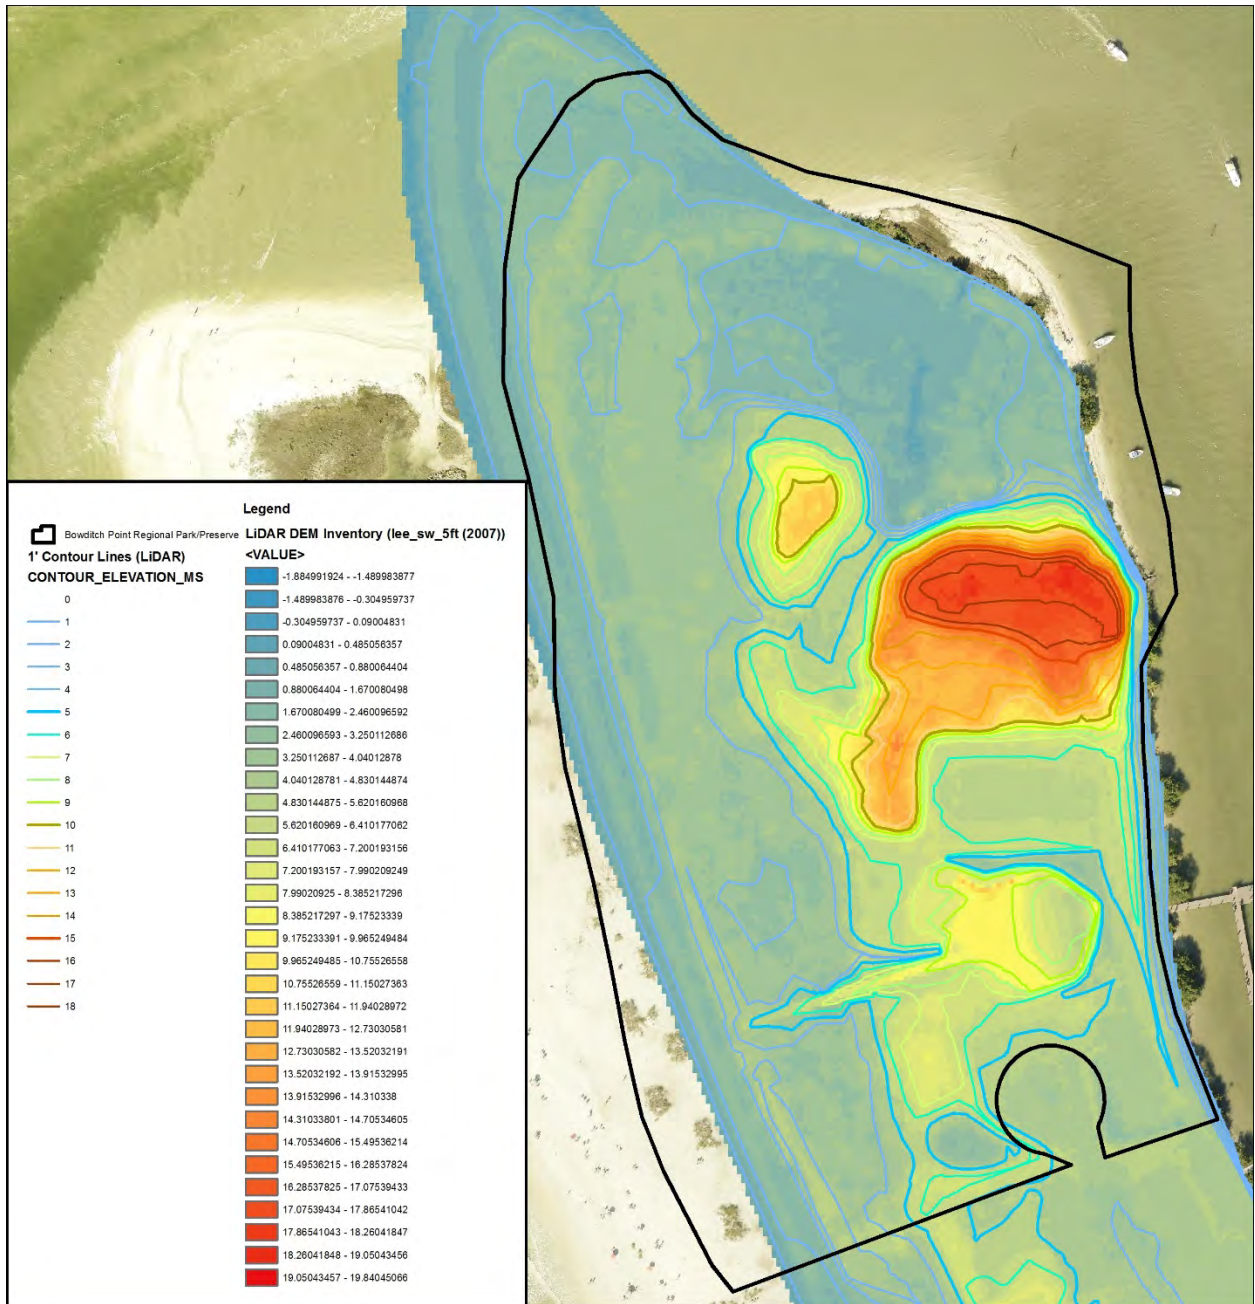 Legend
Bowditch Point Regional Park/Preserve
1' Contour Lines (LiDAR)
CONTOUR_ELEVATION_MS
0
1
2
3
4
5
6
7
8
9
10
11
12
13
14
15
16
17
18
LiDAR DEM Inventory (lee_sw_5ft (2007))
<VALUE>
-1.884991924 - -1.489983877
-1.489983876 - -0.304959737
-0.304959737 - 0.09004831
0.09004831 - 0.485056357
0.485056357 - 0.880064404
0.880064404 - 1.670080498
1.670080499 - 2.460096592
2.460096593 - 3.250112686
3.250112687 - 4.04012878
4.040128781 - 4.830144874
4.830144875 - 5.620160968
5.620160969 - 6.410177062
6.410177063 - 7.200193156
7.200193157 - 7.990209249
7.99020925 - 8.385217296
8.385217297 - 9.17523339
9.175233391 - 9.965249484
9.965249485 - 10.75526558
10.75526559 - 11.15027363
11.15027364 - 11.94028972
11.94028973 - 12.73030581
12.73030582 - 13.52032191
13.52032192 - 13.91532995
13.91532996 - 14.310338
14.31033801 - 14.70534605
14.70534606 - 15.49536214
15.49536215 - 16.28537824
16.28537825 - 17.07539433
17.07539434 - 17.86541042
17.86541043 - 18.26041847
18.26041848 - 19.05043456
19.05043457 - 19.84045066